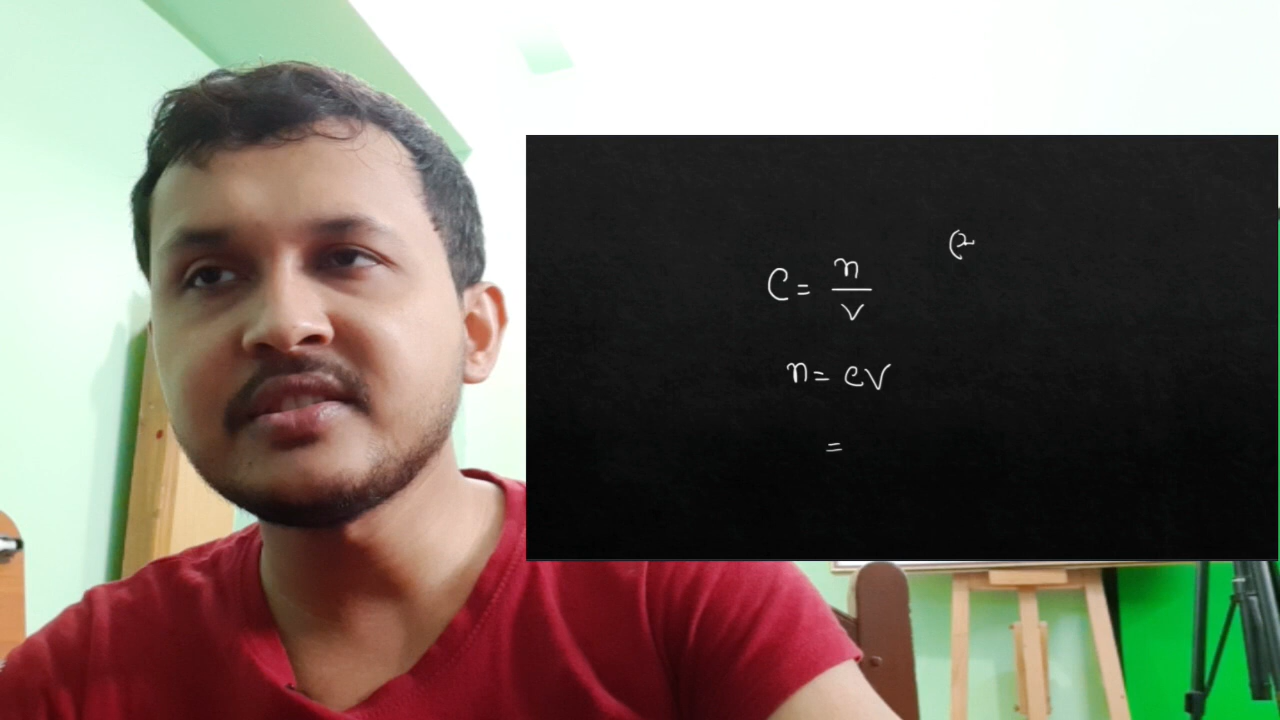 C = n/v
n = cv
=